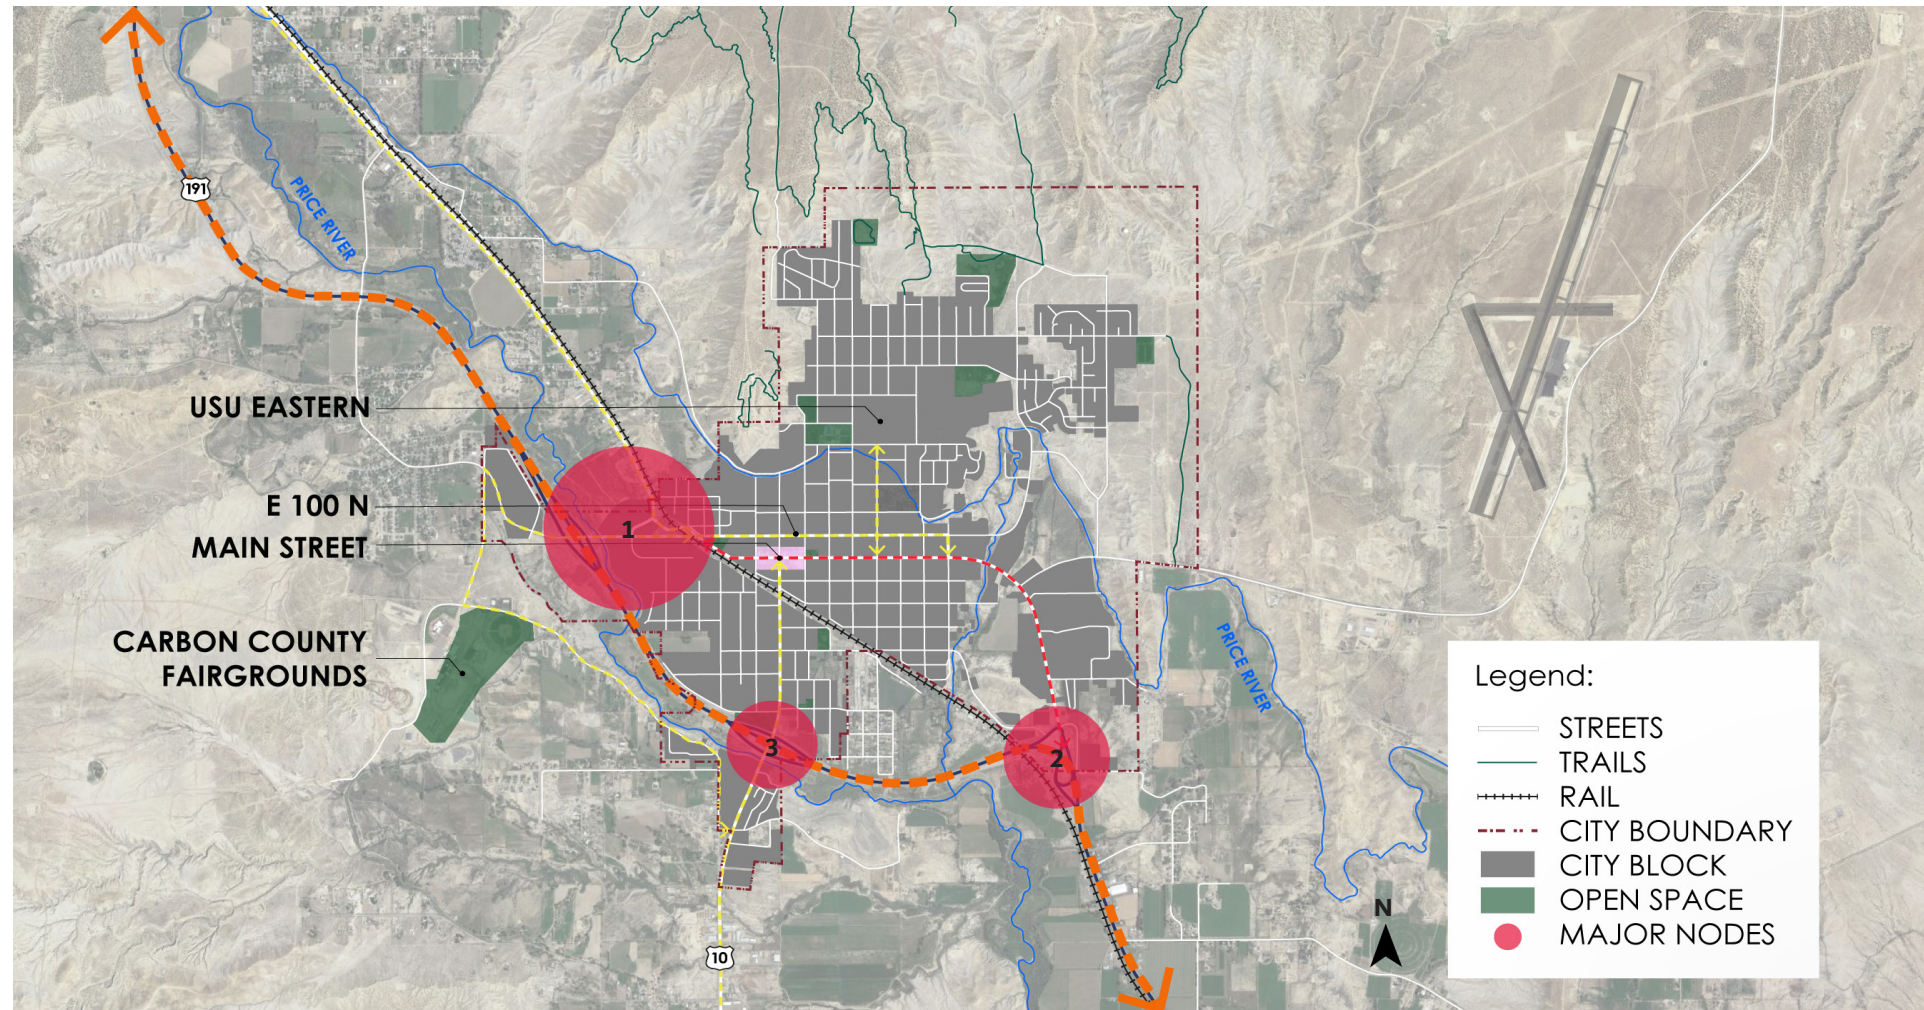 191
PRICE RIVER
USU EASTERN
E 100 N
MAIN STREET
1
CARBON COUNTY
FAIRGROUNDS
3
2
PRICE RIVER
10
N
Legend:
STREETS
TRAILS
RAIL
CITY BOUNDARY
CITY BLOCK
OPEN SPACE
MAJOR NODES